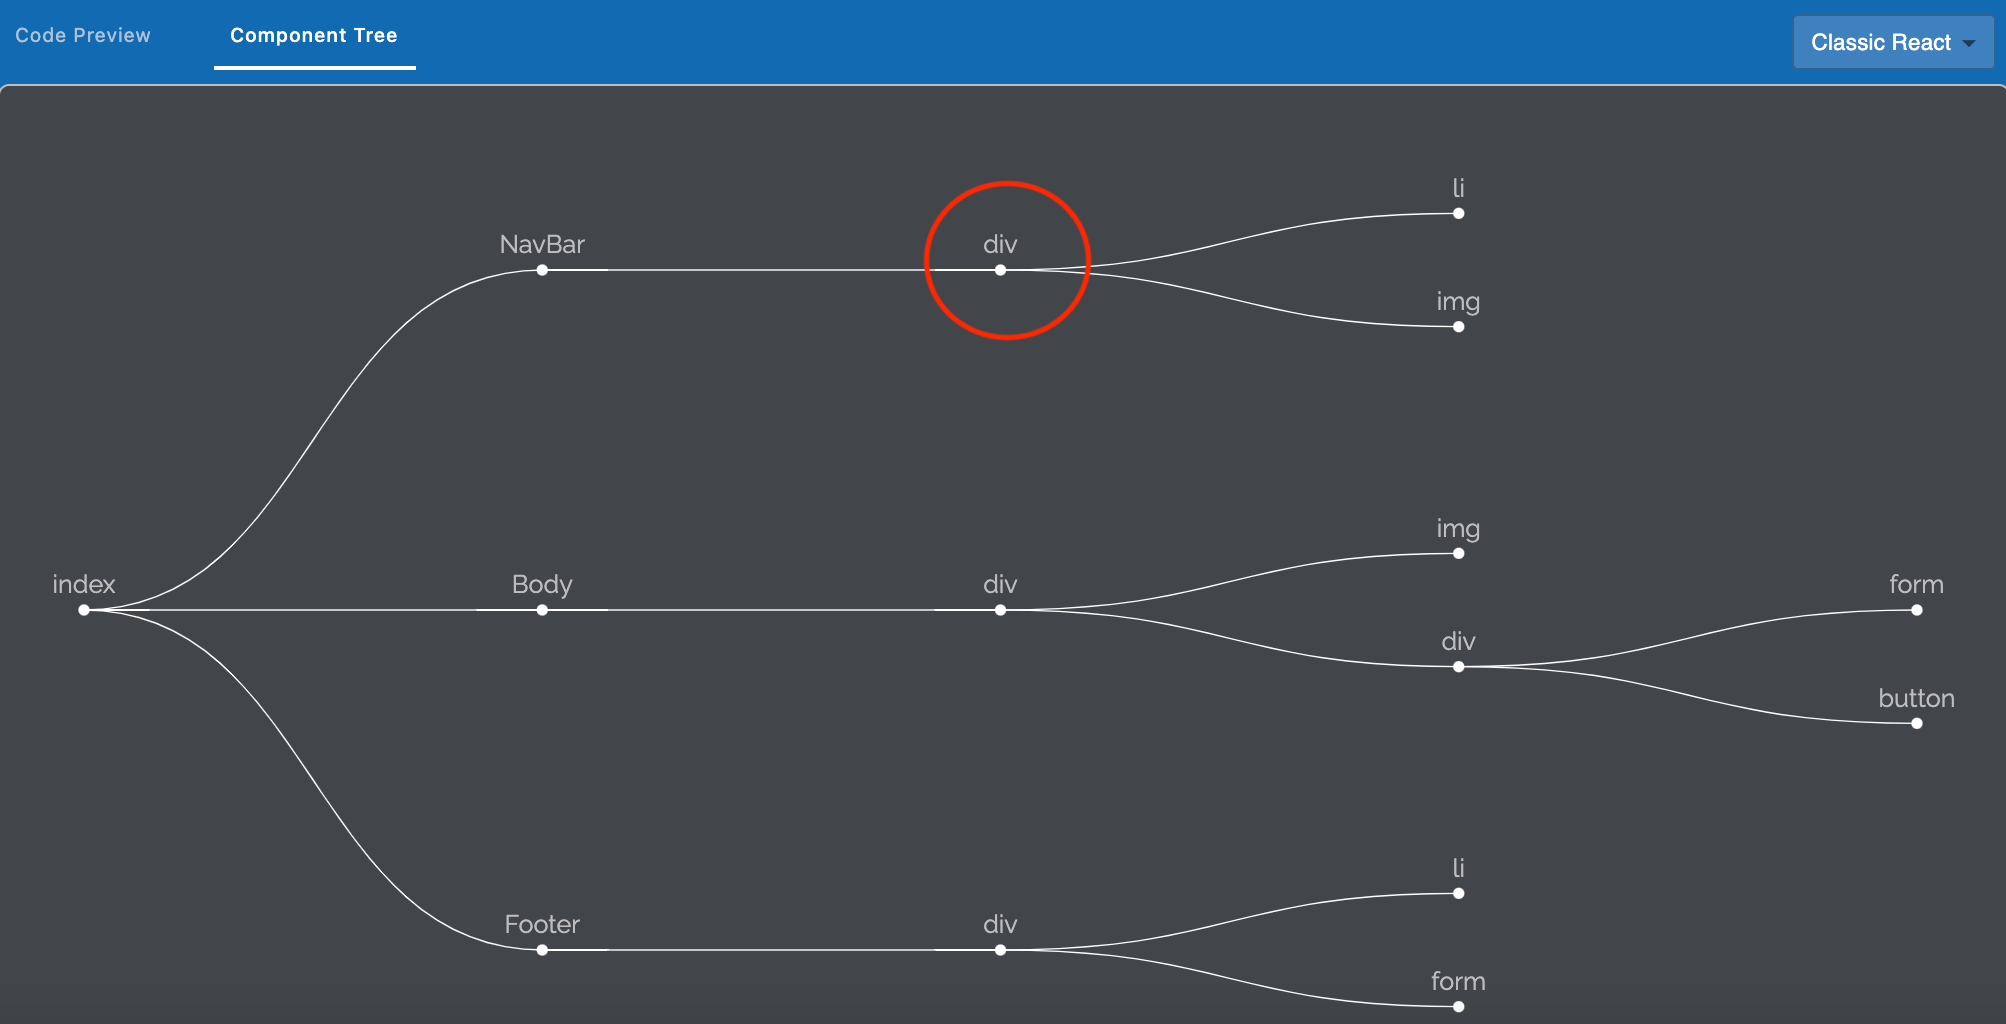 Code Preview
Component Tree
Classic React
li
NavBar
div
img
img
index
Body
div
form
div
button
li
Footer
div
form